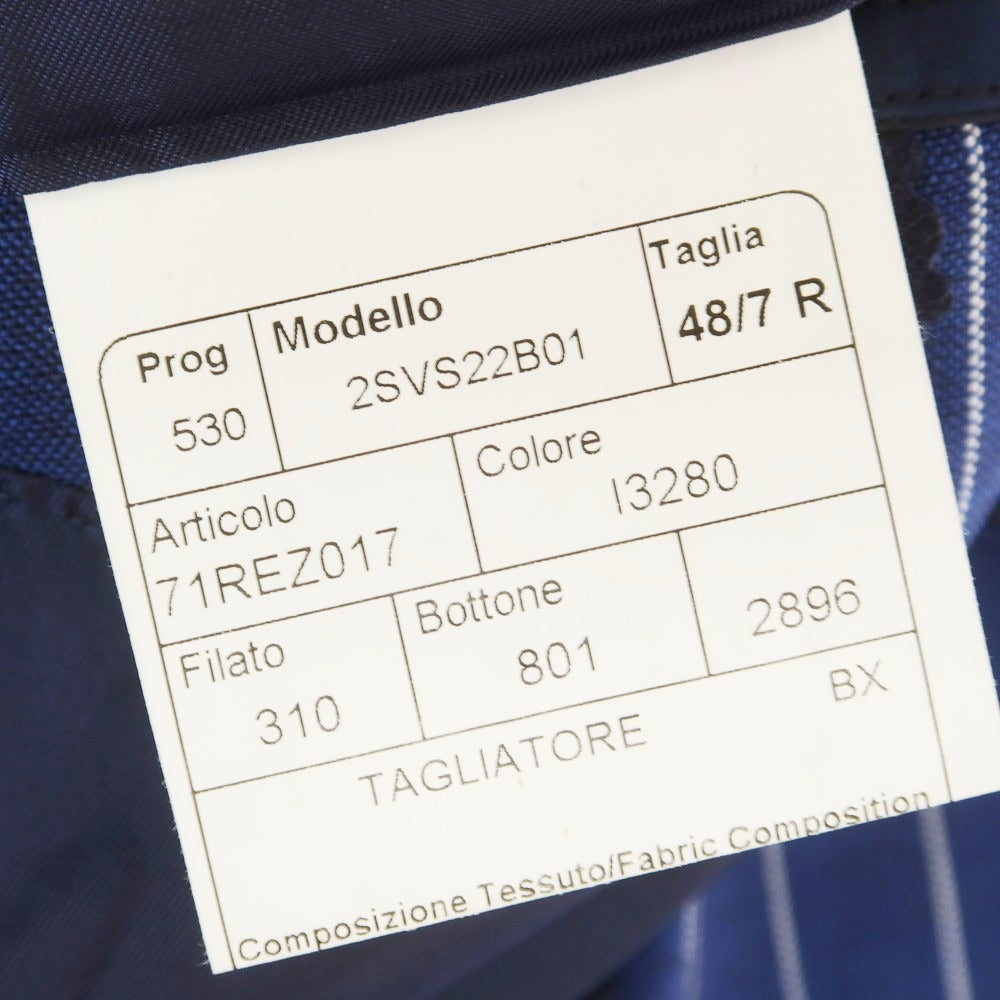 Prog
530
Modello
2SVS22B01
Taglia
48/7 R
Articolo
71REZ017
Colore
I3280
Filato
310
Bottone
801
2896
BX
TAGLIATORE
Composizione Tessuto/Fabric Composition